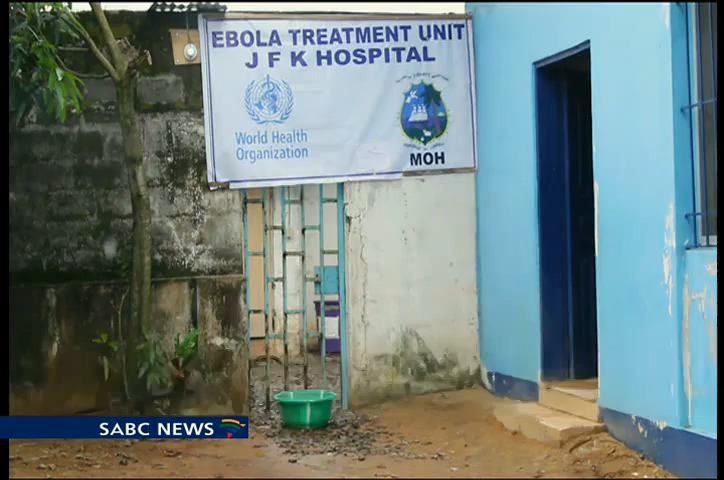 EBOLA TREATMENT UNIT
J F K HOSPITAL
World Health
Organization
MOH
SABC NEWS